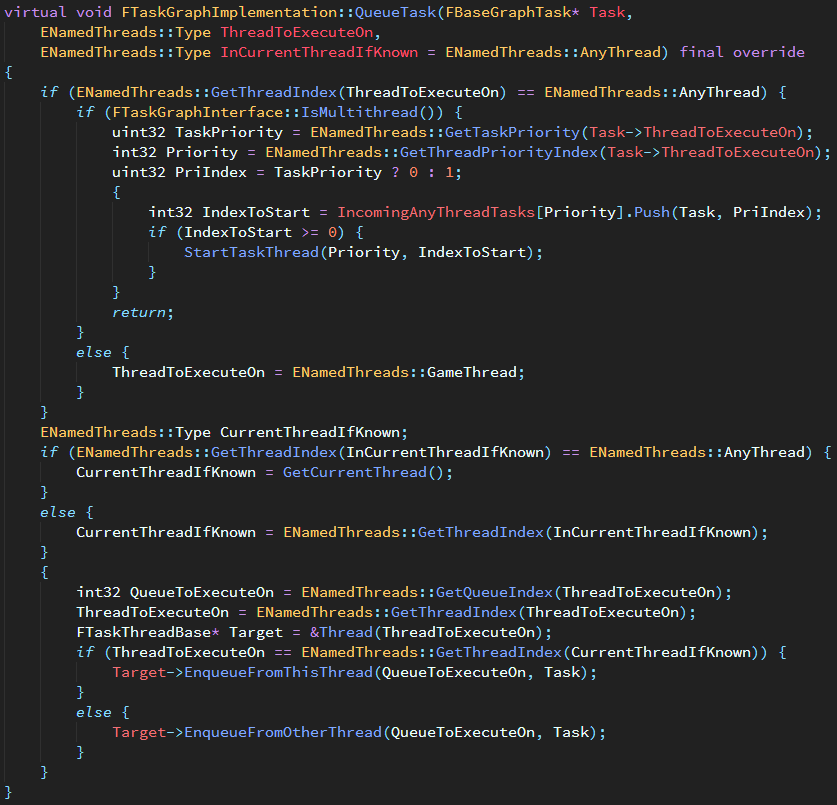 virtual void FTaskGraphImplementation::QueueTask(FBaseGraphTask* Task,
    ENamedThreads::Type ThreadToExecuteOn,
    ENamedThreads::Type InCurrentThreadIfKnown = ENamedThreads::AnyThread) final override
{
    if (ENamedThreads::GetThreadIndex(ThreadToExecuteOn) == ENamedThreads::AnyThread) {
        if (FTaskGraphInterface::IsMultithread()) {
            uint32 TaskPriority = ENamedThreads::GetTaskPriority(Task->ThreadToExecuteOn);
            int32 Priority = ENamedThreads::GetThreadPriorityIndex(Task->ThreadToExecuteOn);
            uint32 PriIndex = TaskPriority ? 0 : 1;
            {
                int32 IndexToStart = IncomingAnyThreadTasks[Priority].Push(Task, PriIndex);
                if (IndexToStart >= 0) {
                    StartTaskThread(Priority, IndexToStart);
                }
            }
            return;
        }
        else {
            ThreadToExecuteOn = ENamedThreads::GameThread;
        }
    }
    ENamedThreads::Type CurrentThreadIfKnown;
    if (ENamedThreads::GetThreadIndex(InCurrentThreadIfKnown) == ENamedThreads::AnyThread) {
        CurrentThreadIfKnown = GetCurrentThread();
    }
    else {
        CurrentThreadIfKnown = ENamedThreads::GetThreadIndex(InCurrentThreadIfKnown);
    }
    {
        int32 QueueToExecuteOn = ENamedThreads::GetQueueIndex(ThreadToExecuteOn);
        ThreadToExecuteOn = ENamedThreads::GetThreadIndex(ThreadToExecuteOn);
        FTaskThreadBase* Target = &Thread(ThreadToExecuteOn);
        if (ThreadToExecuteOn == ENamedThreads::GetThreadIndex(CurrentThreadIfKnown)) {
            Target->EnqueueFromThisThread(QueueToExecuteOn, Task);
        }
        else {
            Target->EnqueueFromOtherThread(QueueToExecuteOn, Task);
        }
    }
}